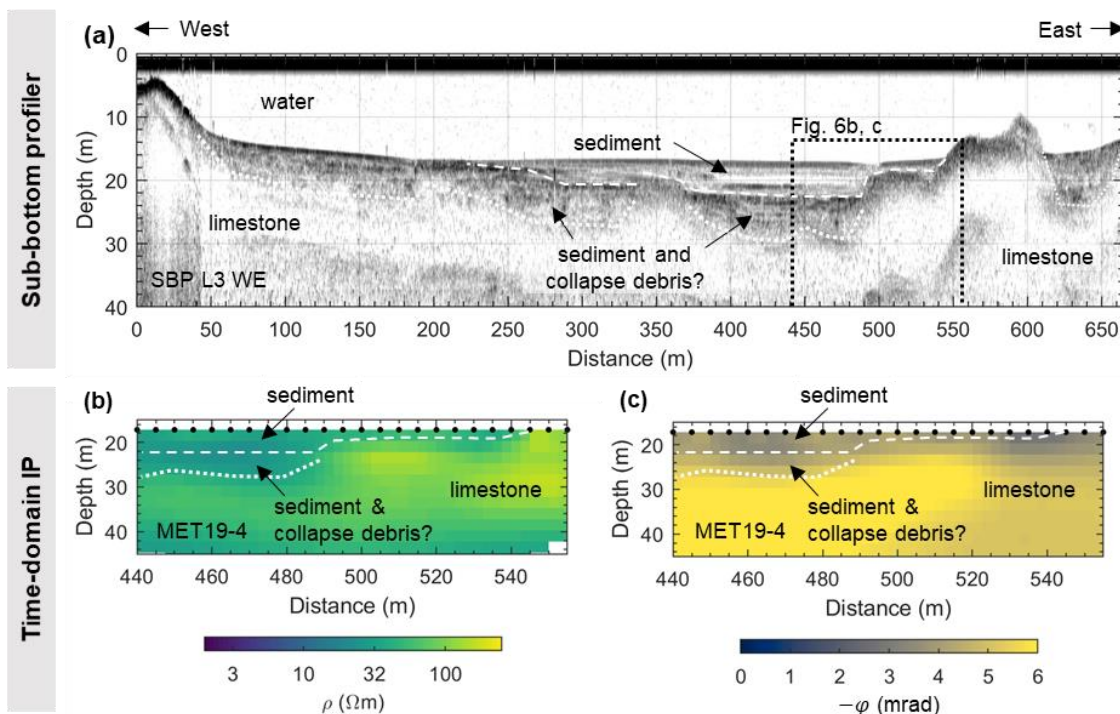 Sub-bottom profiler
(a)
West
East
0
10
20
30
40
Depth (m)
water
Fig. 6b, c
sediment
limestone
sediment and
collapse debris?
limestone
SBP L3 WE
0 50 100 150 200 250 300 350 400 450 500 550 600 650
Distance (m)
Time-domain IP
(b)
sediment
20
30
40
Depth (m)
limestone
sediment &
collapse debris?
MET19-4
440 460 480 500 520 540
Distance (m)
3 10 32 100
ρ (Ωm)
(c)
sediment
20
30
40
Depth (m)
limestone
sediment &
collapse debris?
MET19-4
440 460 480 500 520 540
Distance (m)
0 1 2 3 4 5 6
−φ (mrad)